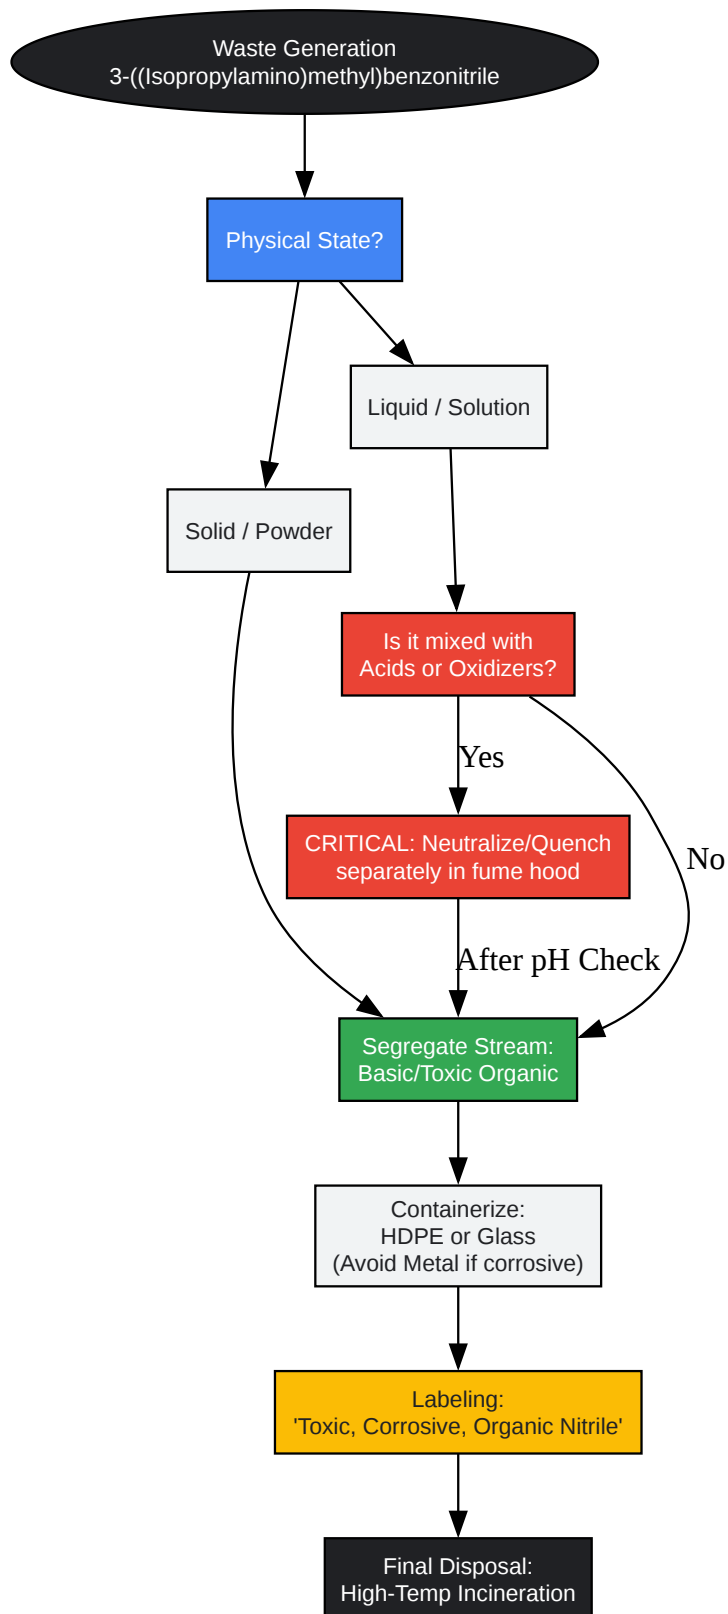 Waste Generation
3-((Isopropylamino)methyl)benzonitrile
Physical State?
Liquid / Solution
Solid / Powder
Is it mixed with
Acids or Oxidizers?
Yes
CRITICAL: Neutralize/Quench
separately in fume hood
No
After pH Check
Segregate Stream:
Basic/Toxic Organic
Containerize:
HDPE or Glass
(Avoid Metal if corrosive)
Labeling:
'Toxic, Corrosive, Organic Nitrile'
Final Disposal:
High-Temp Incineration